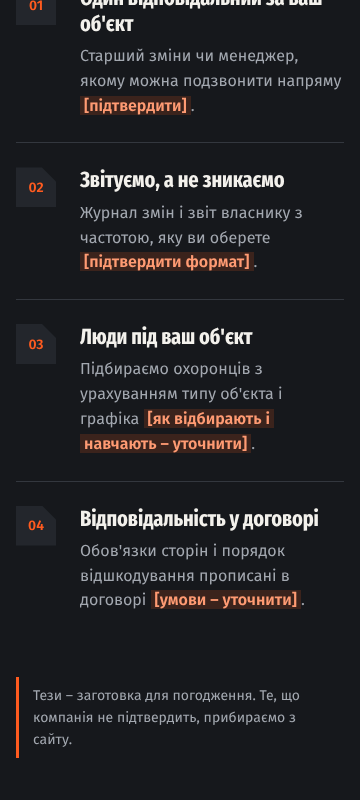 01
Один відповідальний за ваш
об'єкт
Старший зміни чи менеджер,
якому можна подзвонити напряму
[підтвердити].
02
Звітуємо, а не зникаємо
Журнал змін і звіт власнику з
частотою, яку ви оберете
[підтвердити формат].
03
Люди під ваш об'єкт
Підбираємо охоронців з
урахуванням типу об'єкта і
графіка [як відбирають і
навчають – уточнити].
04
Відповідальність у договорі
Обов'язки сторін і порядок
відшкодування прописані в
договорі [умови – уточнити].
Тези – заготовка для погодження. Те, що
компанія не підтвердить, прибираємо з
сайту.